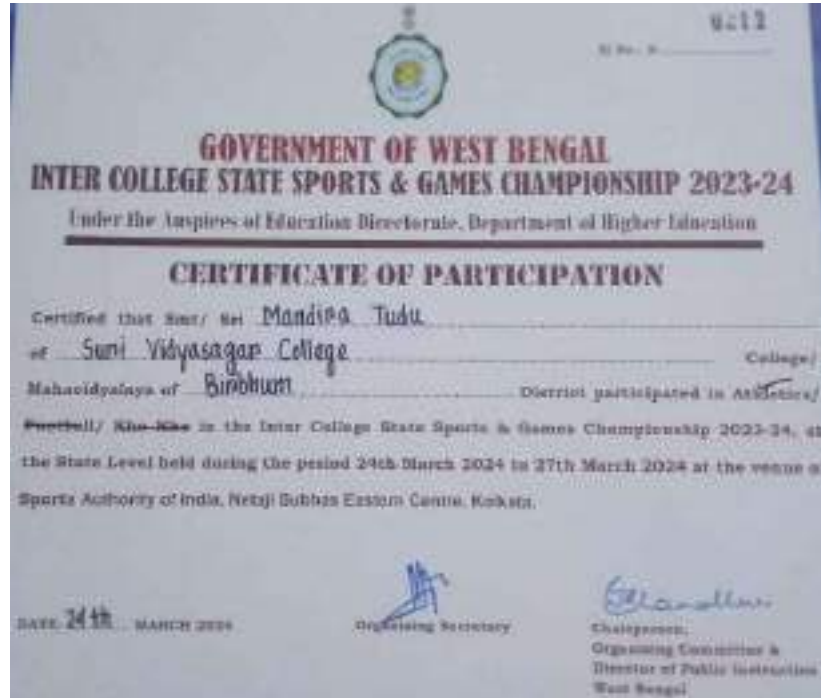 0213
Sl No.
GOVERNMENT OF WEST BENGAL
INTER COLLEGE STATE SPORTS & GAMES CHAMPIONSHIP 2023-24
Under the Auspices of Education Directorate, Department of Higher Education
CERTIFICATE OF PARTICIPATION
Certified that Smt/ Sri Mandira Tudu
of Suri Vidyasagar College College/
Mahavidyalaya of Birbhum District participated in Athletics/
Football/ Kho-Kho in the Inter College State Sports & Games Championship 2023-24, at
the State Level held during the period 24th March 2024 to 27th March 2024 at the venue of
Sports Authority of India, Netaji Subhas Eastern Centre, Kolkata.
DATE 24th MARCH 2024
Organising Secretary
Chairperson,
Organising Committee &
Director of Public Instruction
West Bengal